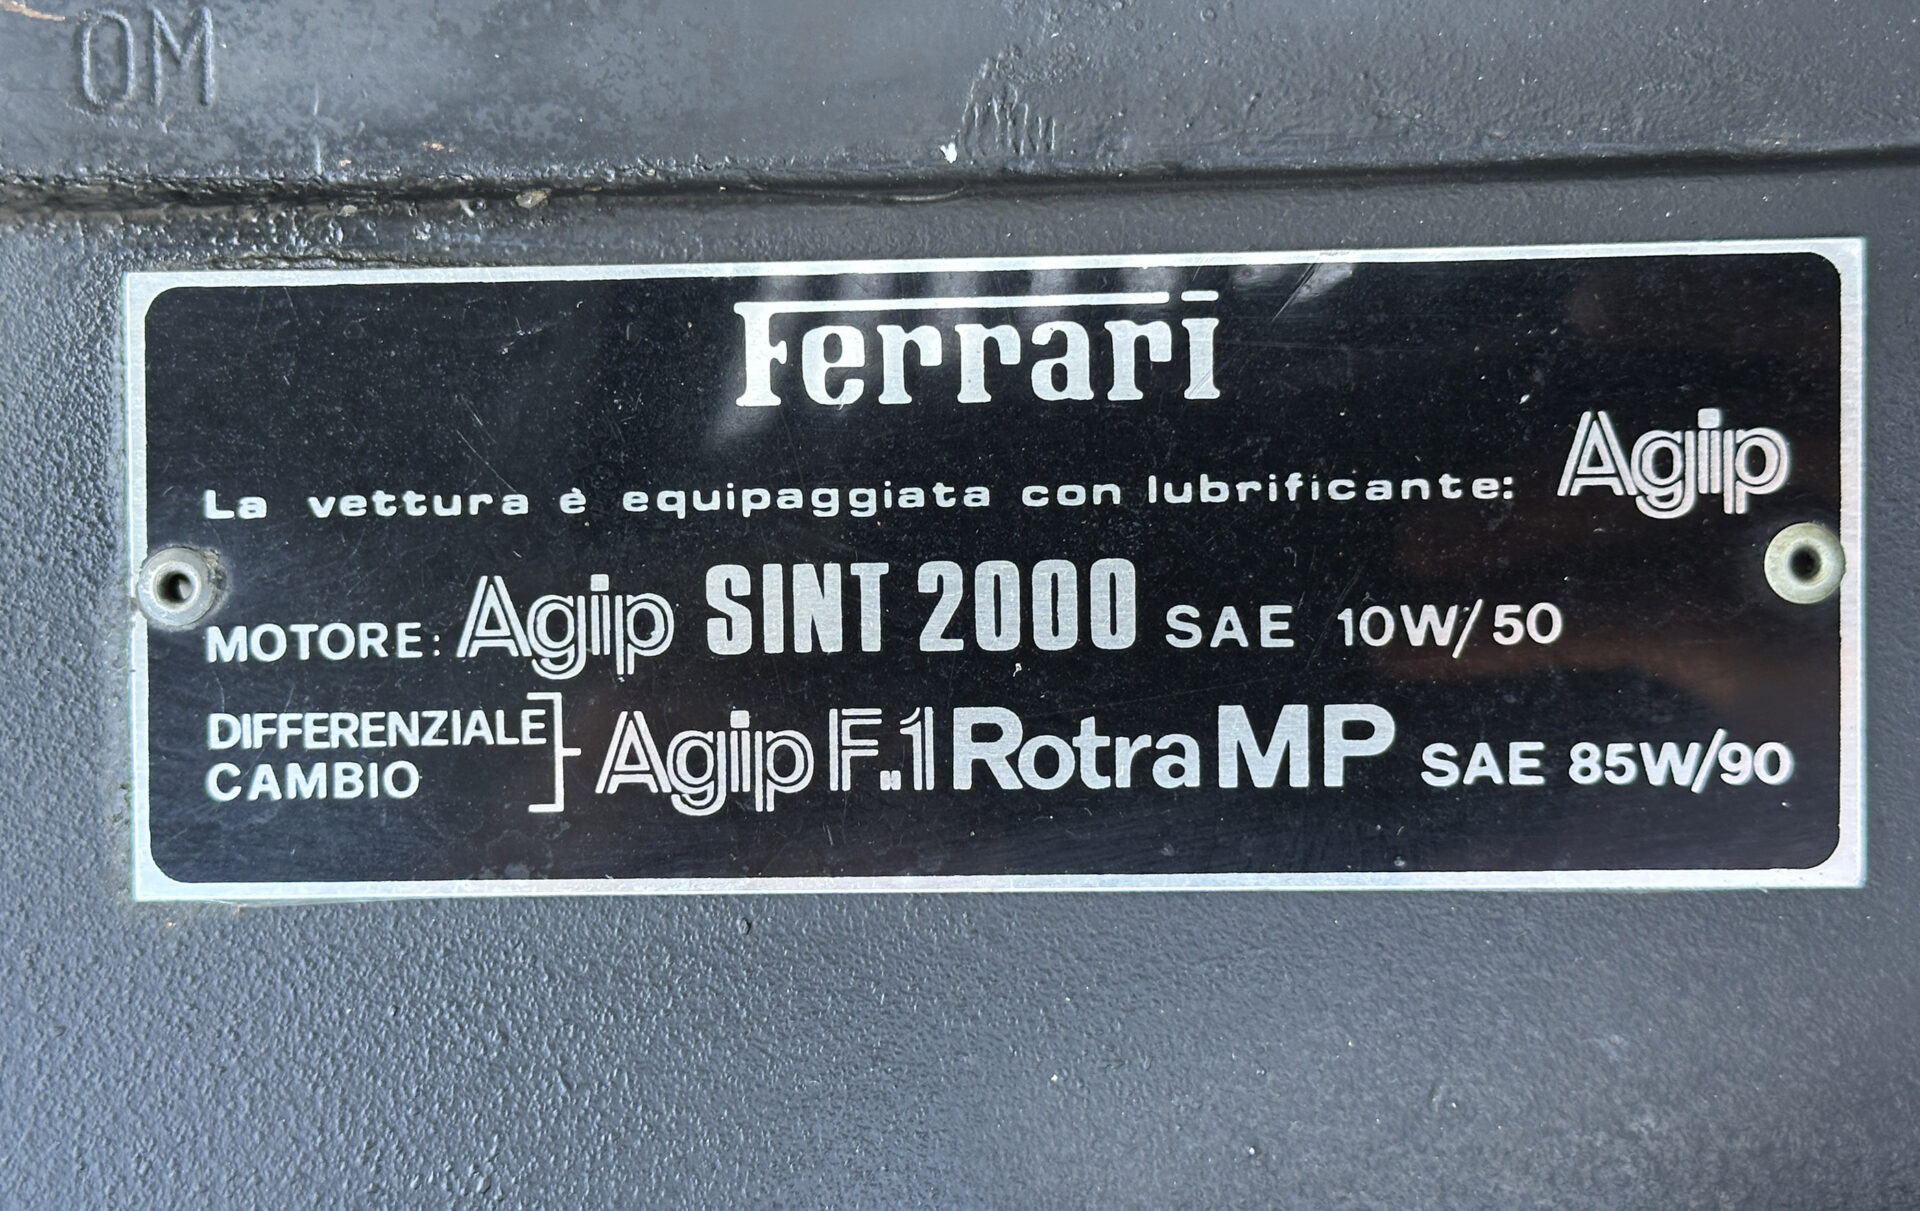 OM
Ferrari
La vettura è equipaggiata con lubrificante: Agip
MOTORE: Agip SINT 2000 SAE 10W/50
DIFFERENZIALE
CAMBIO
Agip F.1 Rotra MP SAE 85W/90